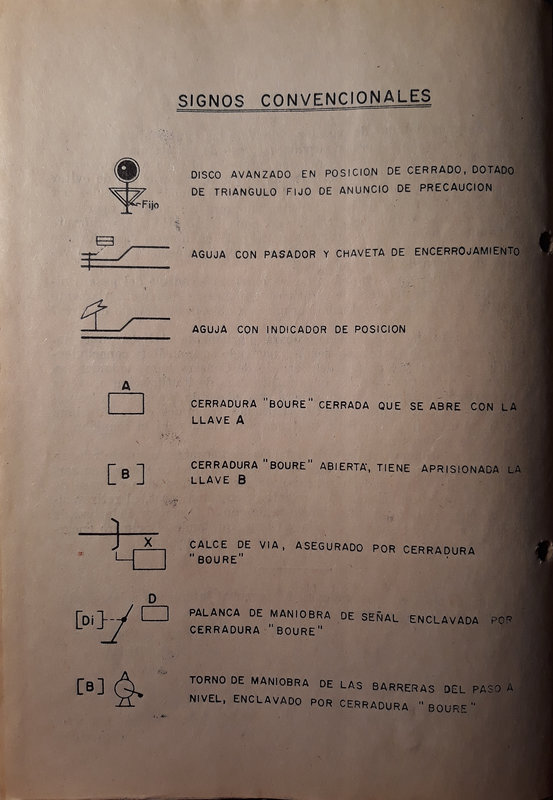 SIGNOS CONVENCIONALES
Fijo
DISCO AVANZADO EN POSICION DE CERRADO, DOTADO
DE TRIANGULO FIJO DE ANUNCIO DE PRECAUCION
AGUJA CON PASADOR Y CHAVETA DE ENCERROJAMIENTO
AGUJA CON INDICADOR DE POSICION
A
CERRADURA "BOURE" CERRADA QUE SE ABRE CON LA
LLAVE A
[B]
CERRADURA "BOURE" ABIERTA, TIENE APRISIONADA LA
LLAVE B
X
CALCE DE VIA, ASEGURADO POR CERRADURA
"BOURE"
D
[Di]
PALANCA DE MANIOBRA DE SEÑAL ENCLAVADA POR
CERRADURA "BOURE"
[B]
TORNO DE MANIOBRA DE LAS BARRERAS DEL PASO A
NIVEL, ENCLAVADO POR CERRADURA "BOURE"